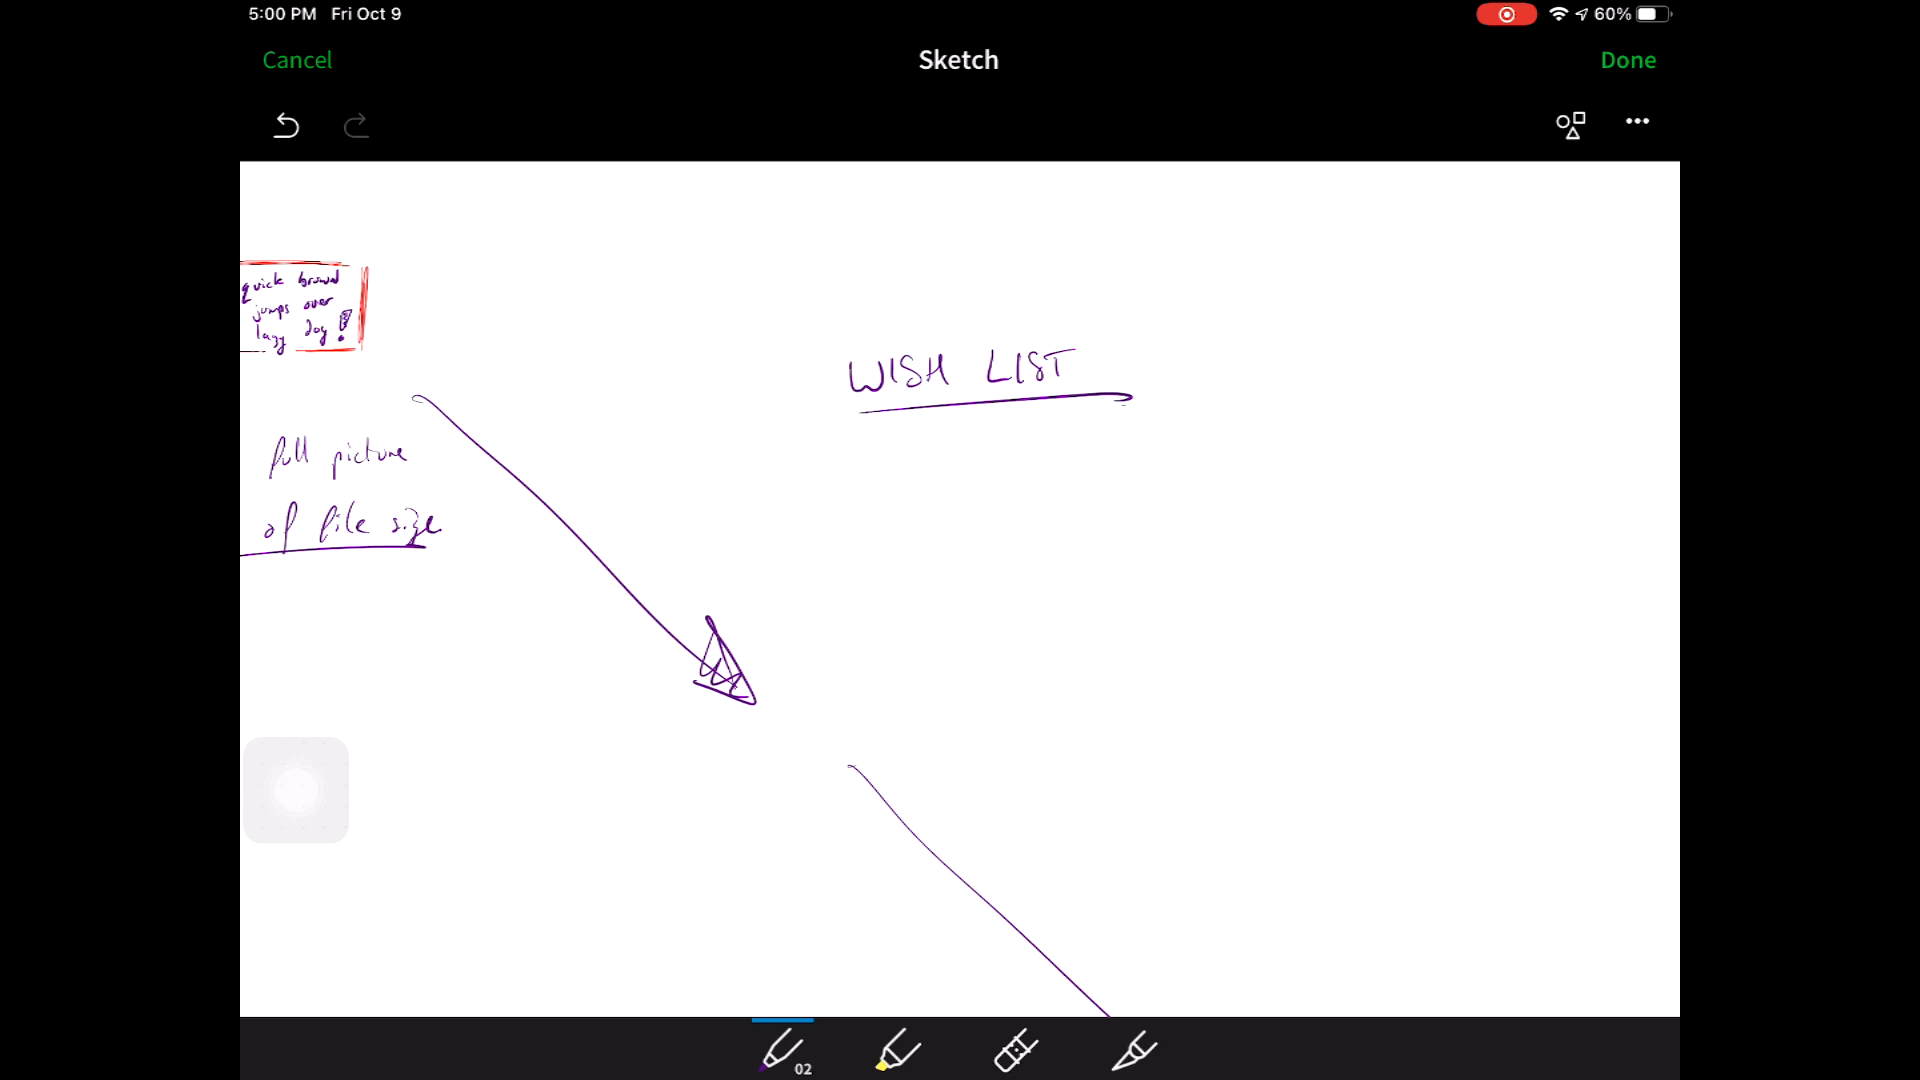 5:00 PM Fri Oct 9
60%
Cancel
Sketch
Done
quick brown
jumps over
lazy dog!
WISH LIST
full picture
of file size
02